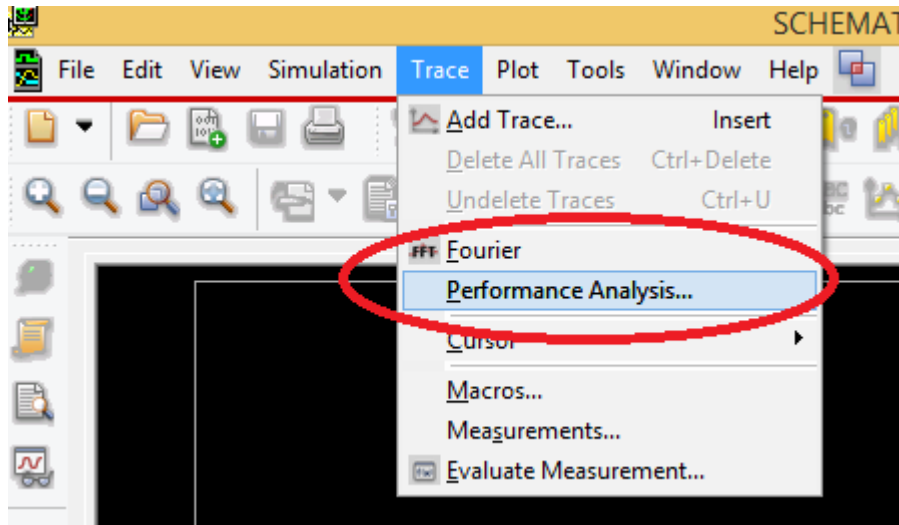 SCHEMAT
File Edit View Simulation Trace Plot Tools Window Help
Add Trace... Insert
Delete All Traces Ctrl+Delete
Undelete Traces Ctrl+U
FFT Fourier
Performance Analysis...
Cursor
Macros...
Measurements...
Evaluate Measurement...